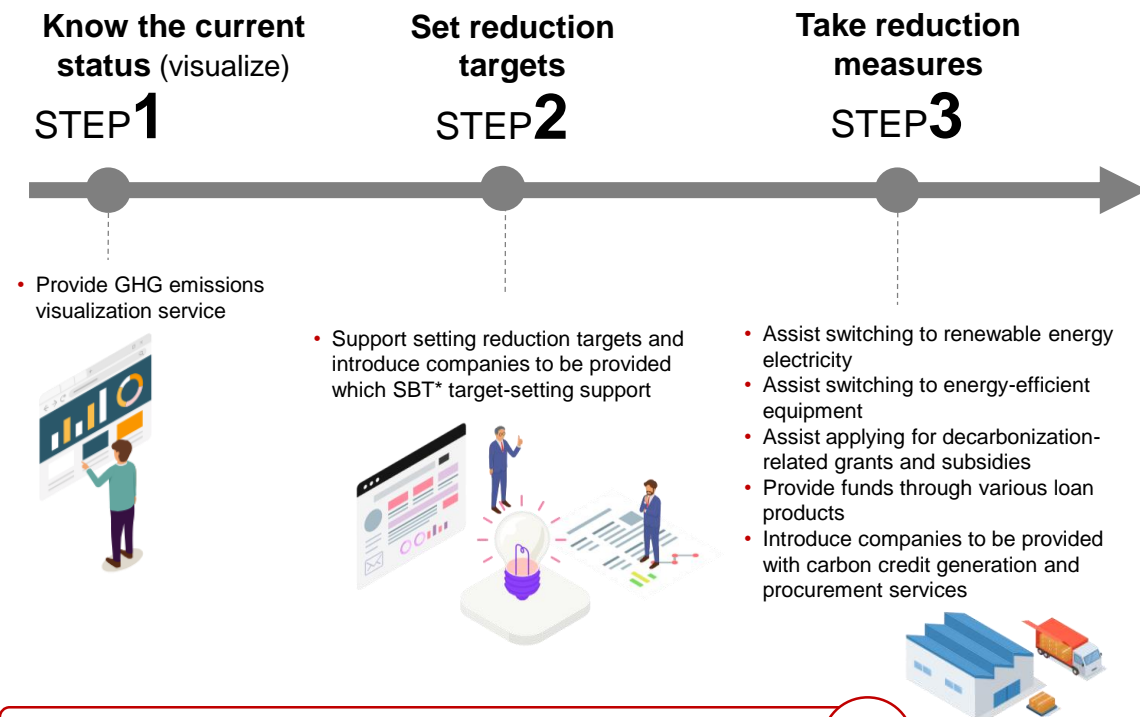 Know the current
status (visualize)
STEP1
Set reduction
targets
STEP2
Take reduction
measures
STEP3
• Provide GHG emissions
visualization service
• Support setting reduction targets and
introduce companies to be provided
which SBT* target-setting support
• Assist switching to renewable energy
electricity
• Assist switching to energy-efficient
equipment
• Assist applying for decarbonization-
related grants and subsidies
• Provide funds through various loan
products
• Introduce companies to be provided
with carbon credit generation and
procurement services